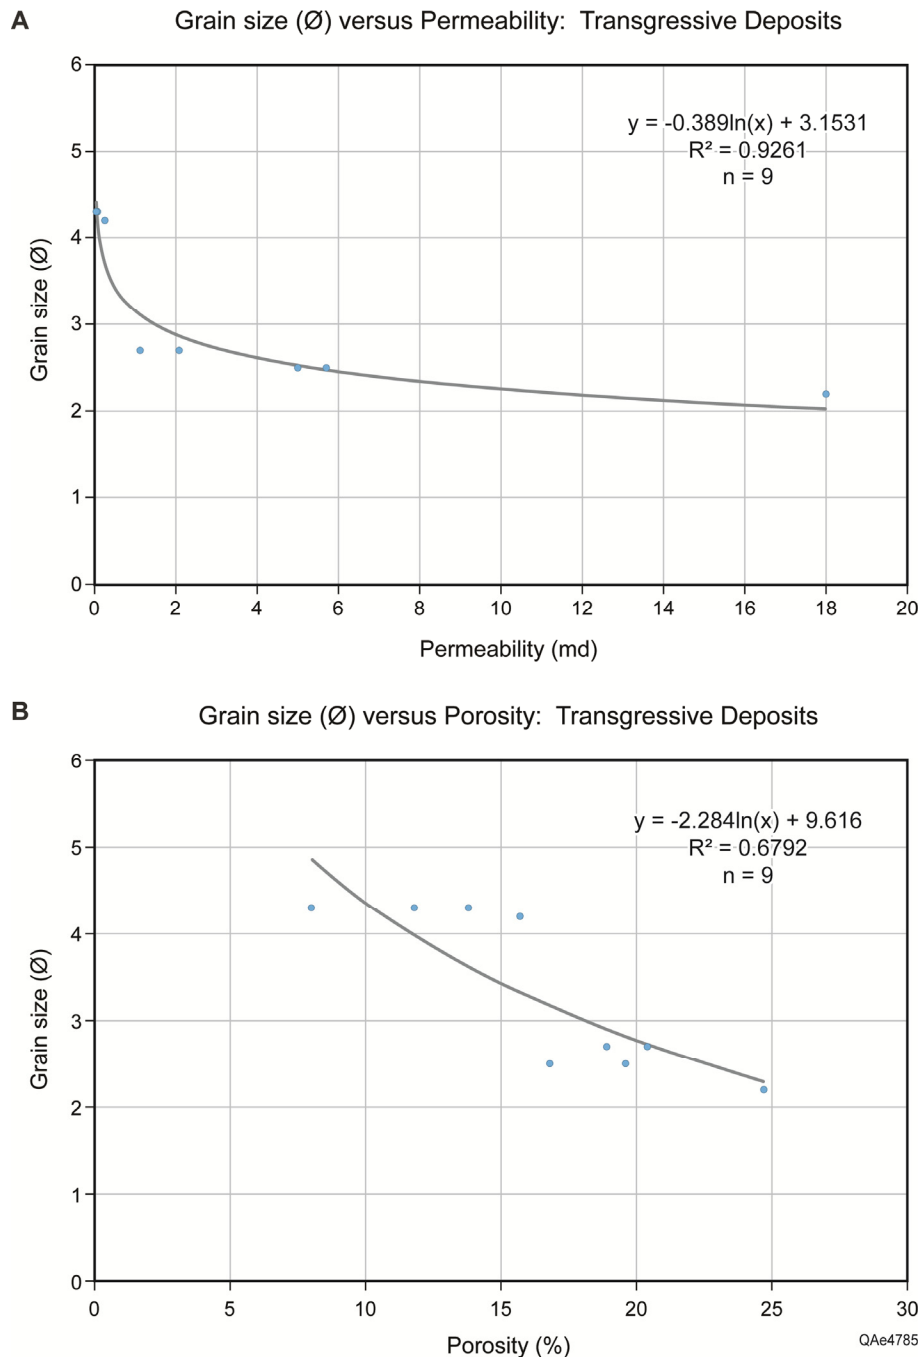 A
Grain size (Ø) versus Permeability: Transgressive Deposits
6
5
4
3
2
1
0
y = -0.389ln(x) + 3.1531
R² = 0.9261
n = 9
Grain size (Ø)
0 2 4 6 8 10 12 14 16 18 20
Permeability (md)
B
Grain size (Ø) versus Porosity: Transgressive Deposits
6
5
4
3
2
1
0
y = -2.284ln(x) + 9.616
R² = 0.6792
n = 9
Grain size (Ø)
0 5 10 15 20 25 30
Porosity (%)
QAe4785